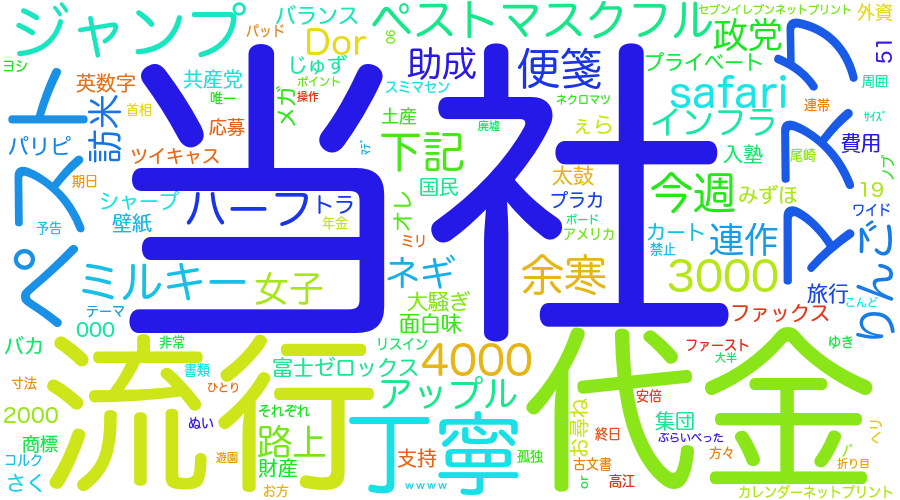 ジャンプ
バランス
ペストマスクフル
セブンイレブンネットプリント
外資
パッド
Dor
06
ヨシ
英数字
共産党
じゅず
助成
便箋
政党
プライベート
51
マスク
首相
唯一
メガ
ポイント
操作
スミマセン
ネクロマツ
safari
連帯
周囲
ペスト
訪米
応募
土産
廃墟
えら
インフラ
サイズ
パリピ
ツイキャス
マデ
下記
当社
入塾
尾崎
費用
ノブ
期日
シャープ
国民
太鼓
今週
みずほ
19
壁紙
ハーフ
トラ
年金
オレ
プラカ
ボード
アメリカ
カート
禁止
連作
ワイド
りんご
予告
ミリ
ミルキー
女子
ネギ
余寒
3000
旅行
こんど
テーマ
000
大騒ぎ
面白味
ファックス
バカ
非常
書類
富士ゼロックス
リスイン
4000
ファースト
大半
ゆき
寸法
流行
ひとり
アップル
代金
安倍
2000
ぬい
それぞれ
丁寧
お着ね
集団
ぶらいべった
ヘリ
商標
路上
終日
方々
コルク
遊園
財産
支持
孤独
古文書
折り目
さく
お方
wwww
or
高江
カレンダーネットプリント